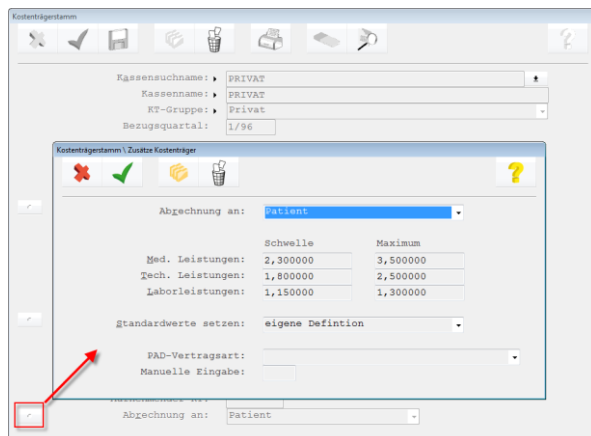 Kostenträgerstamm
Kassensuchname: PRIVAT
Kassenname: PRIVAT
KT-Gruppe: Privat
Bezugsquartal: 1/96
Kostenträgerstamm \ Zusätze Kostenträger
Abrechnung an: Patient
Schwelle Maximum
Med. Leistungen: 2,300000 3,500000
Tech. Leistungen: 1,800000 2,500000
Laborleistungen: 1,150000 1,300000
Standardwerte setzen: eigene Defintion
PAD-Vertragsart:
Manuelle Eingabe:
Abrechnung an: Patient